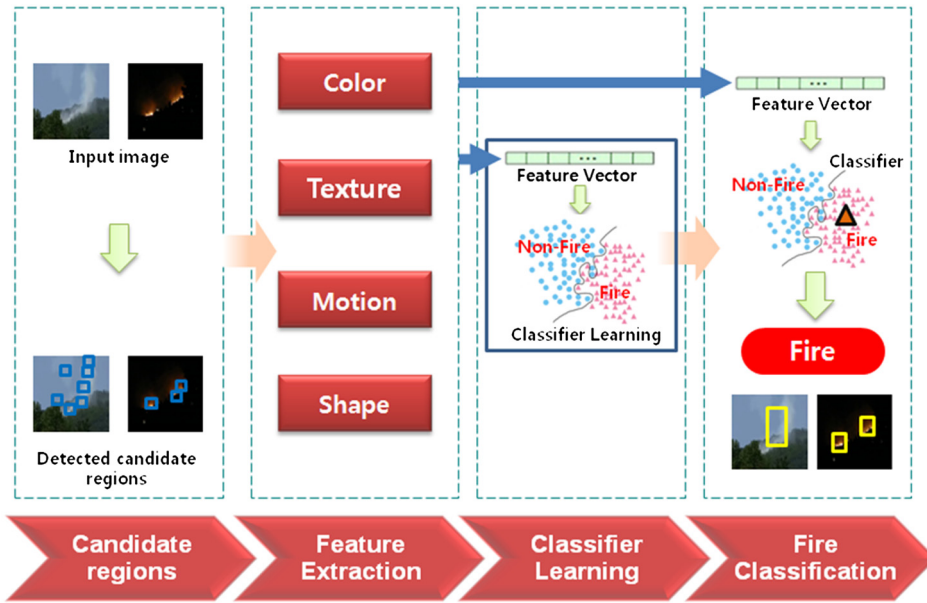 Input image
Detected candidate
regions
Color
Texture
Motion
Shape
Feature Vector
Non-Fire
Fire
Classifier Learning
Feature Vector
Classifier
Non-Fire
Fire
Fire
Candidate
regions
Feature
Extraction
Classifier
Learning
Fire
Classification